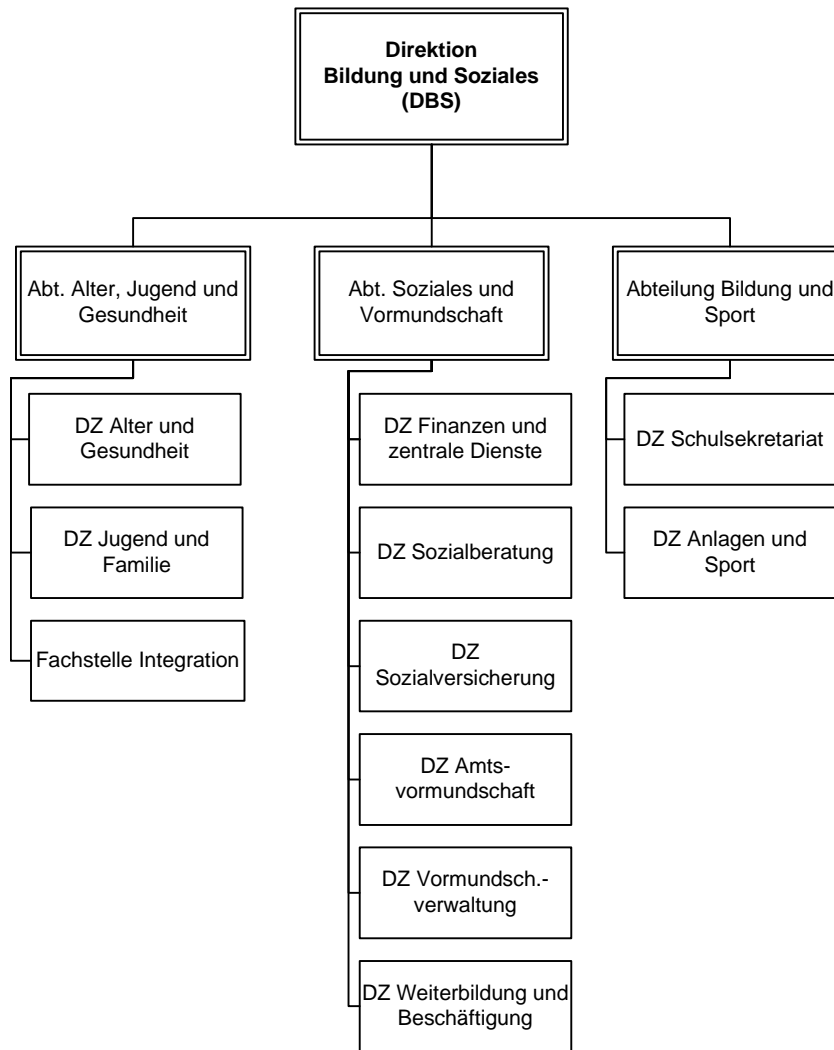 Direktion
Bildung und Soziales
(DBS)
Abt. Alter, Jugend und
Gesundheit
Abt. Soziales und
Vormundschaft
Abteilung Bildung und
Sport
DZ Alter und
Gesundheit
DZ Jugend und
Familie
Fachstelle Integration
DZ Finanzen und
zentrale Dienste
DZ Sozialberatung
DZ
Sozialversicherung
DZ Amts-
vormundschaft
DZ Vormundsch.-
verwaltung
DZ Weiterbildung und
Beschäftigung
DZ Schulsekretariat
DZ Anlagen und
Sport